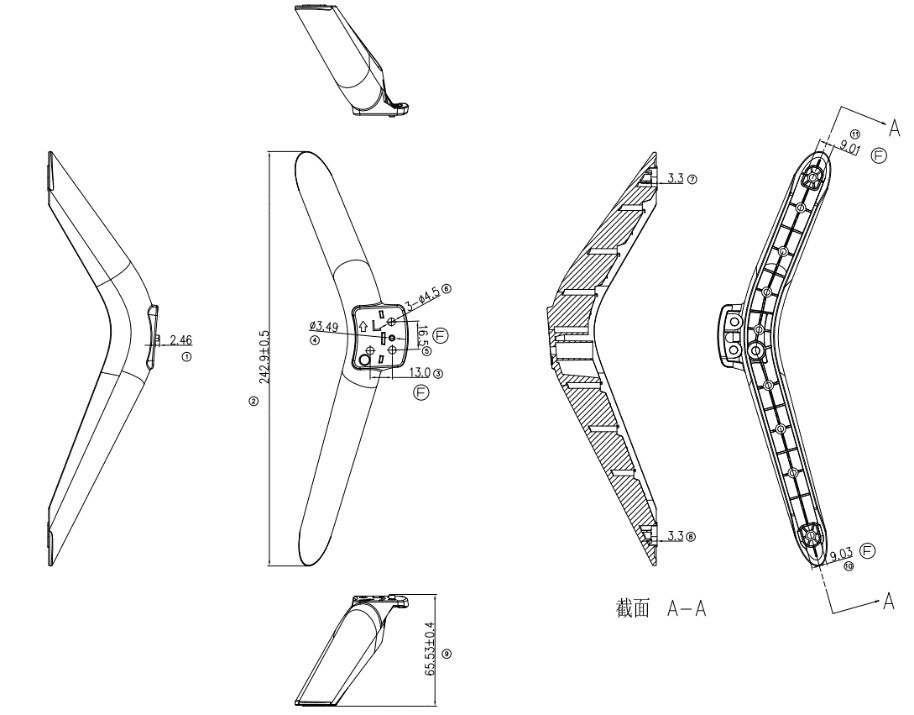 A
⑪
9.01 Ⓕ
3.3 ⑦
3-ø4.5 ⑥
ø3.49
④
16.5 Ⓕ
⑤
L
2.46
①
13.0 ③
Ⓕ
242.9±0.5
②
3.3 ⑧
9.03 Ⓕ
⑩
A
截面 A-A
65.53±0.4 ⑨